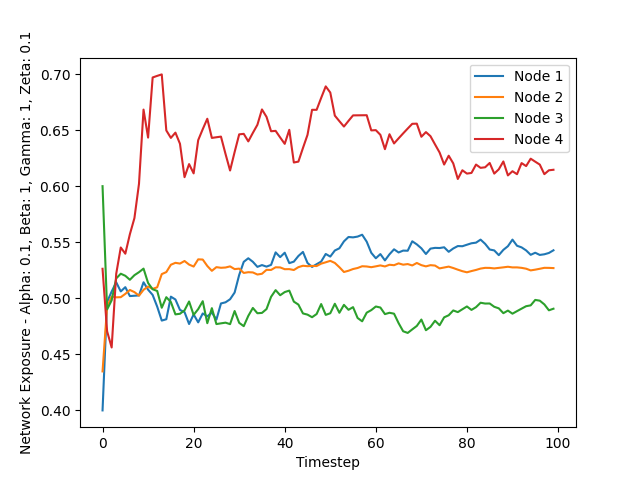 Network Exposure - Alpha: 0.1, Beta: 1, Gamma: 1, Zeta: 0.1
0.70
0.65
0.60
0.55
0.50
0.45
0.40
Node 1
Node 2
Node 3
Node 4
0
20
40
60
80
100
Timestep